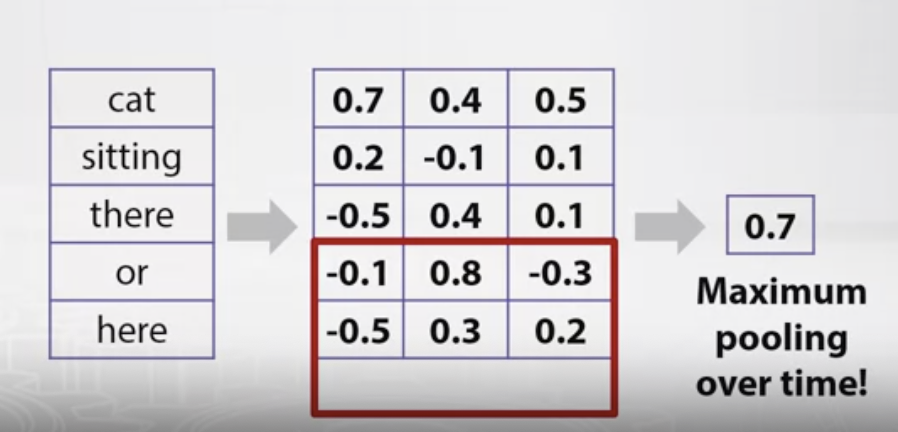 cat 0.7 0.4 0.5
sitting 0.2 -0.1 0.1
there -0.5 0.4 0.1
or -0.1 0.8 -0.3
here -0.5 0.3 0.2
0.7
Maximum
pooling
over time!